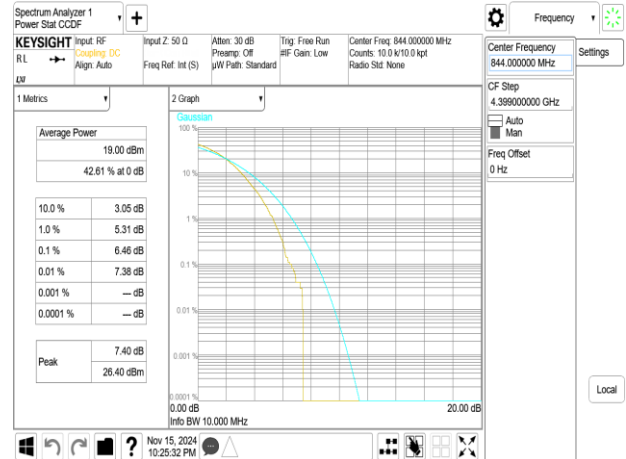 Spectrum Analyzer 1
Power Stat CCDF
Frequency
KEYSIGHT Input: RF Input Z: 50 Ω Atten: 30 dB Trig: Free Run Center Freq: 844.000000 MHz
RL Coupling: DC Preamp: Off #IF Gain: Low Counts: 10.0 k/10.0 kpt
Align: Auto Freq Ref: Int (S) µW Path: Standard Radio Std: None
LXI
Center Frequency
844.000000 MHz
Settings
CF Step
4.399000000 GHz
Auto
Man
Freq Offset
0 Hz
Local
1 Metrics
Average Power
19.00 dBm
42.61 % at 0 dB
10.0 % 3.05 dB
1.0 % 5.31 dB
0.1 % 6.46 dB
0.01 % 7.38 dB
0.001 % --- dB
0.0001 % --- dB
Peak
7.40 dB
26.40 dBm
2 Graph
Gaussian
100 %
10 %
1 %
0.1 %
0.01 %
0.001 %
0.0001 %
0.00 dB 20.00 dB
Info BW 10.000 MHz
Nov 15, 2024
10:25:32 PM